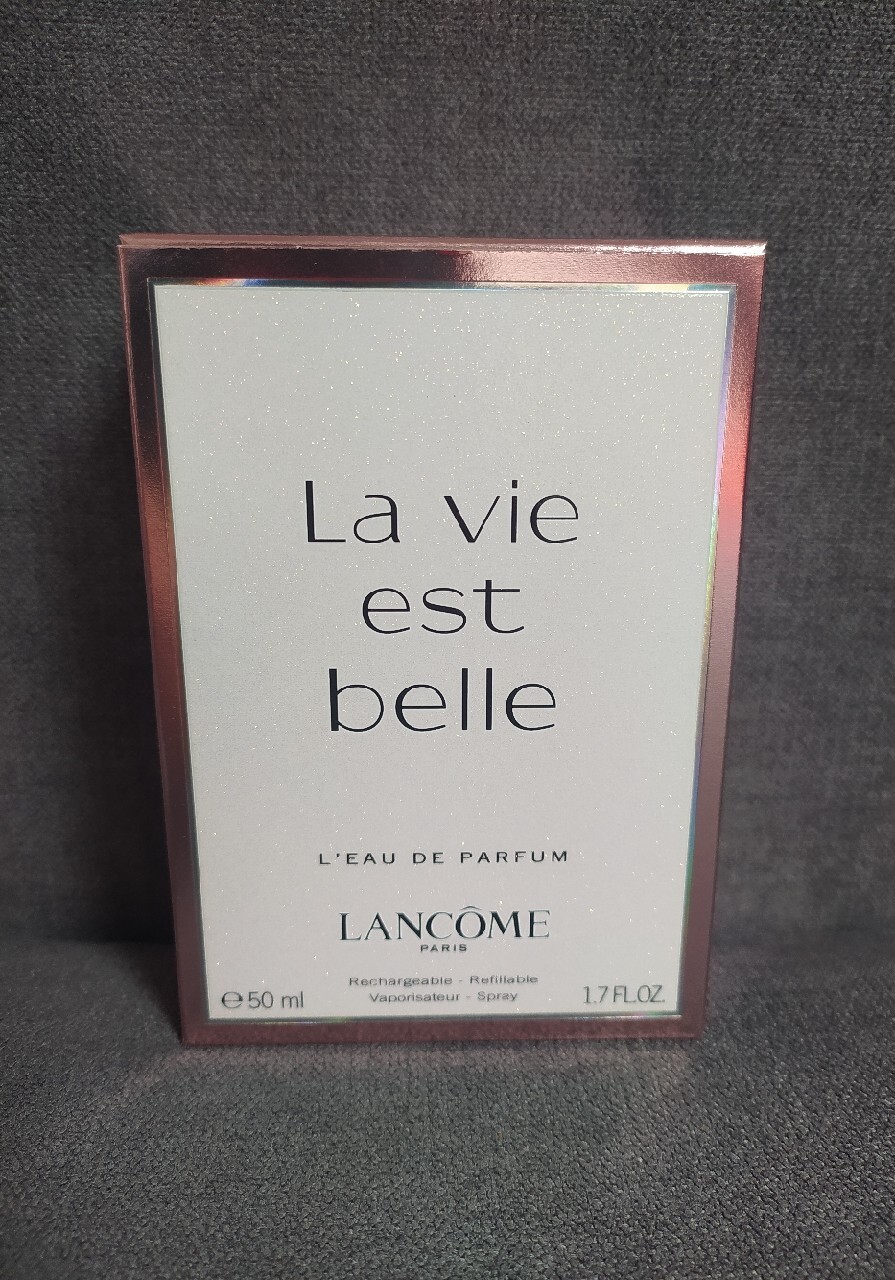 La vie
est
belle
L'EAU DE PARFUM
LANCÔME
PARIS
Rechargeable - Refillable
Vaporisateur - Spray
℮50 ml
1.7 FL.OZ.